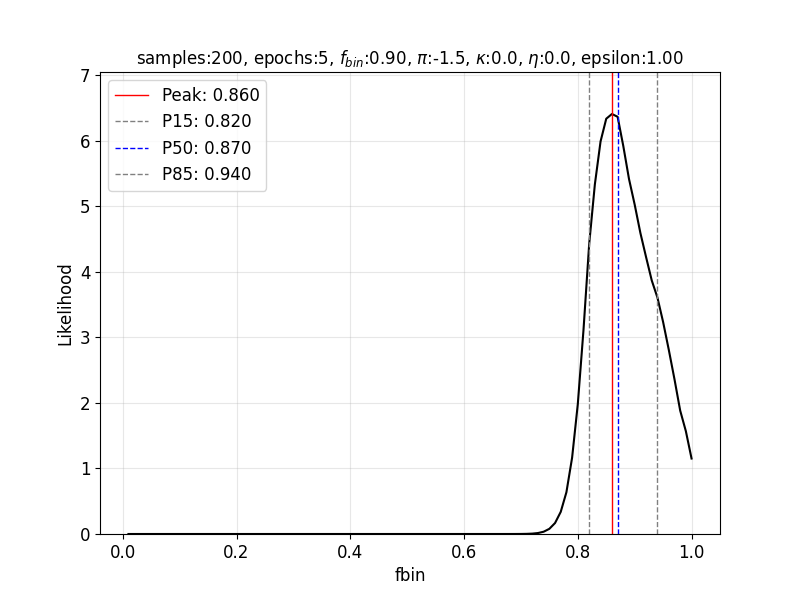 samples:200, epochs:5, f_bin:0.90, π:-1.5, κ:0.0, η:0.0, epsilon:1.00
Peak: 0.860
P15: 0.820
P50: 0.870
P85: 0.940
7
6
5
4
3
2
1
0
Likelihood
0.0 0.2 0.4 0.6 0.8 1.0
fbin